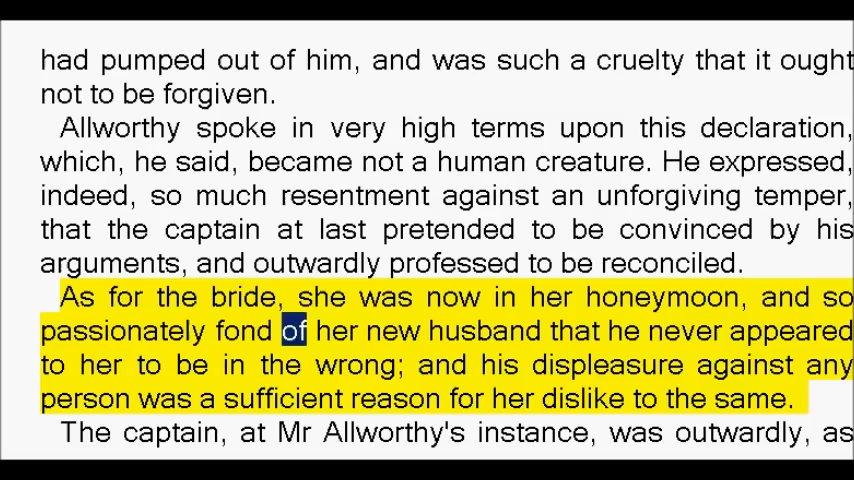 had pumped out of him, and was such a cruelty that it ought
not to be forgiven.
Allworthy spoke in very high terms upon this declaration,
which, he said, became not a human creature. He expressed,
indeed, so much resentment against an unforgiving temper,
that the captain at last pretended to be convinced by his
arguments, and outwardly professed to be reconciled.
As for the bride, she was now in her honeymoon, and so
passionately fond of her new husband that he never appeared
to her to be in the wrong; and his displeasure against any
person was a sufficient reason for her dislike to the same.
The captain, at Mr Allworthy's instance, was outwardly, as